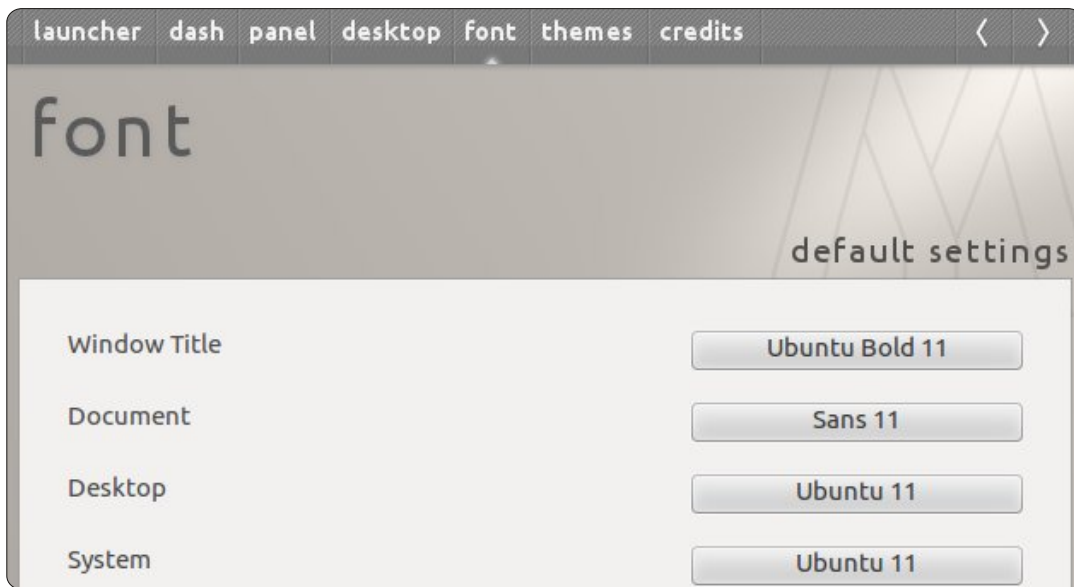 launcher dash panel desktop font themes credits
font
default settings
Window Title Ubuntu Bold 11
Document Sans 11
Desktop Ubuntu 11
System Ubuntu 11